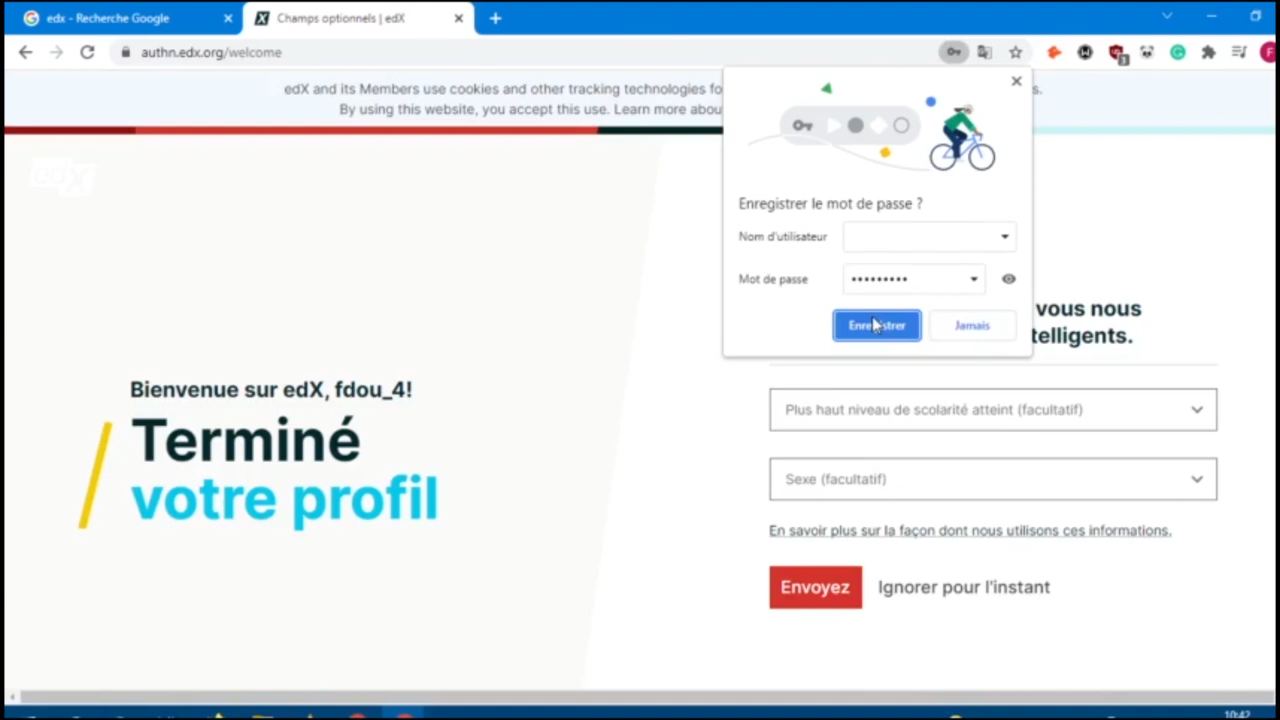 edx - Recherche Google
Champs optionnels | edX
authn.edx.org/welcome
edX and its Members use cookies and other tracking technologies fo
s.
By using this website, you accept this use. Learn more abou
edX
Enregistrer le mot de passe ?
Nom d'utilisateur
Mot de passe •••••••••
Enregistrer Jamais
vous nous
telligents.
Bienvenue sur edX, fdou_4!
Terminé
votre profil
Plus haut niveau de scolarité atteint (facultatif)
Sexe (facultatif)
En savoir plus sur la façon dont nous utilisons ces informations.
Envoyez Ignorer pour l'instant
10:42